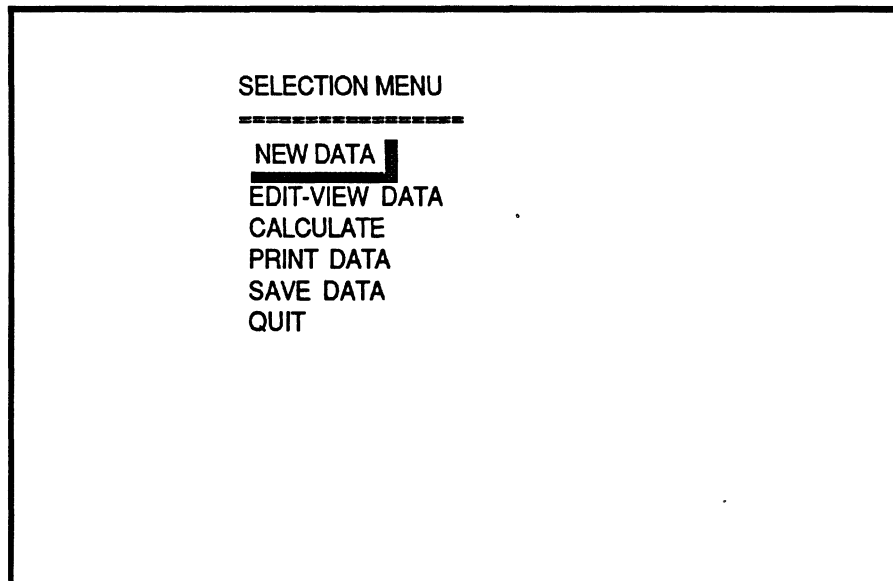 SELECTION MENU
=================
NEW DATA
EDIT-VIEW DATA
CALCULATE
PRINT DATA
SAVE DATA
QUIT